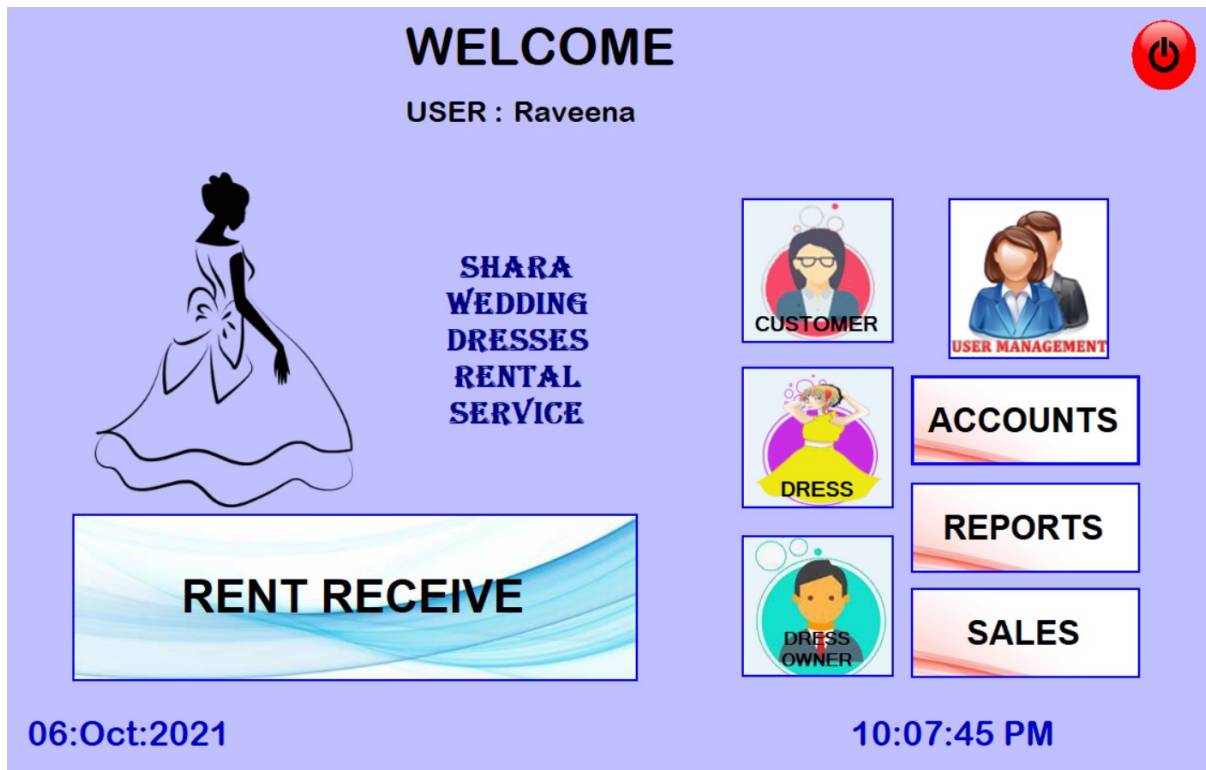 WELCOME
USER : Raveena
SHARA
WEDDING
DRESSES
RENTAL
SERVICE
CUSTOMER
USER MANAGEMENT
DRESS
ACCOUNTS
REPORTS
DRESS
OWNER
SALES
RENT RECEIVE
06:Oct:2021
10:07:45 PM